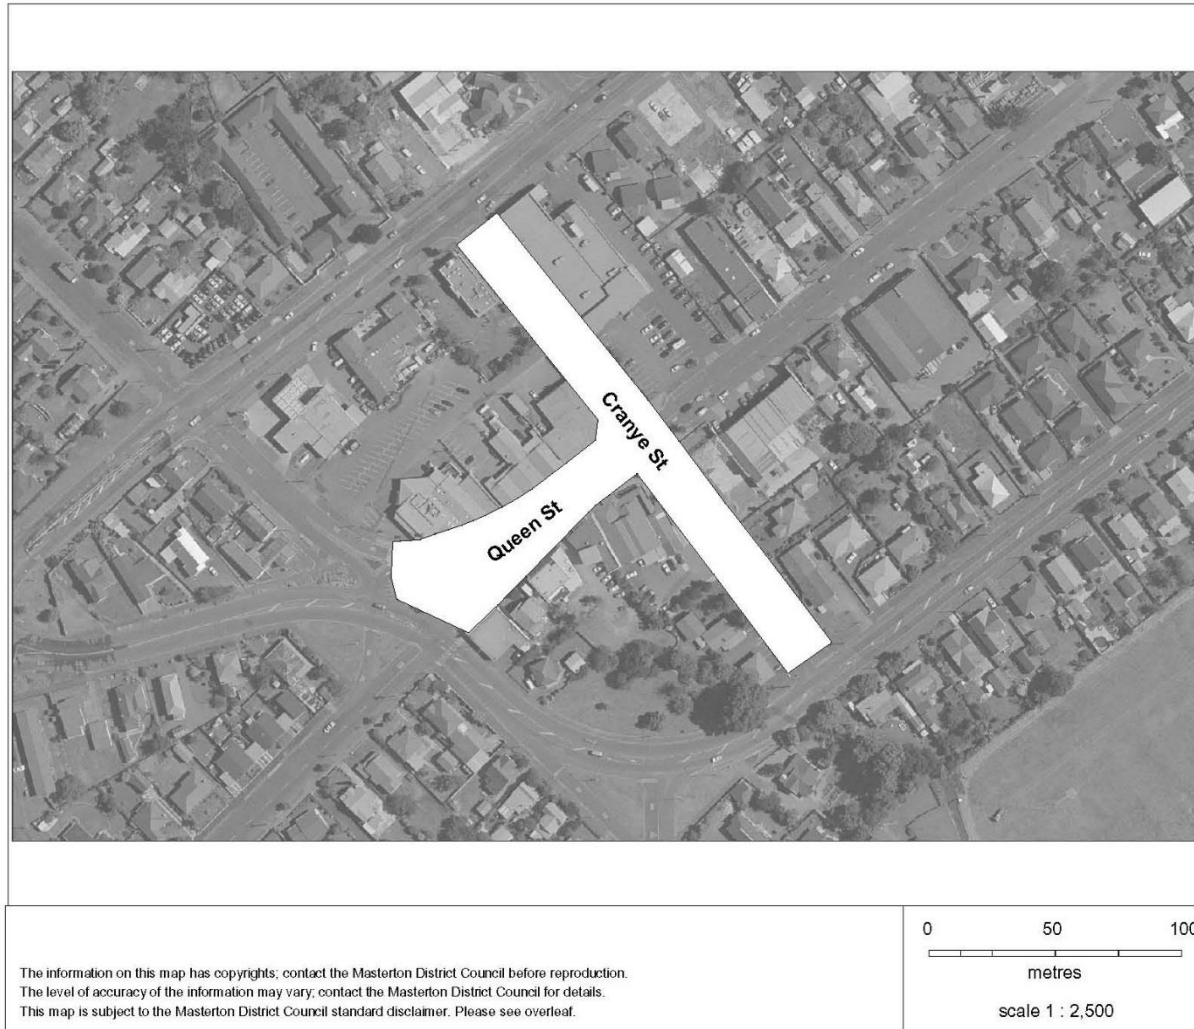 Cranye St
Queen St
The information on this map has copyrights; contact the Masterton District Council before reproduction.
The level of accuracy of the information may vary; contact the Masterton District Council for details.
This map is subject to the Masterton District Council standard disclaimer. Please see overleaf.
0 50 100
metres
scale 1 : 2,500